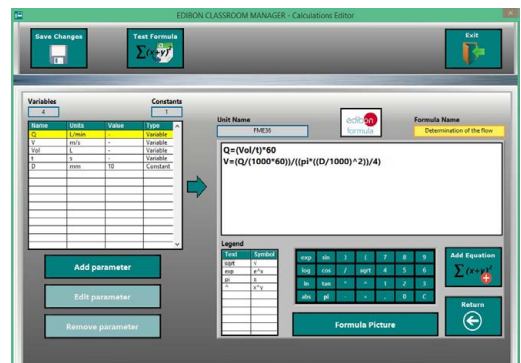 EDIBON CLASSROOM MANAGER - Calculations Editor
Save Changes
Test Formula
Σ(x+y)²
Exit
Variables
4
Constants
1
Name Units Value Type
Q L/min - Variable
V m/s - Variable
Vol L - Variable
t s - Variable
D mm 10 Constant
Add parameter
Edit parameter
Remove parameter
Unit Name
FME36
edibon
formula
Formula Name
Determination of the flow
Q=(Vol/t)*60
V=(Q/(1000*60))/((pi*((D/1000)^2))/4)
Legend
Text Symbol
sqrt √
exp e^x
pi
^ x^y
exp sin ) ( 7 8 9
log cos / sqrt 4 5 6
ln tan * ^ 1 2 3
abs pi - + . 0 C
Formula Picture
Add Equation
Return